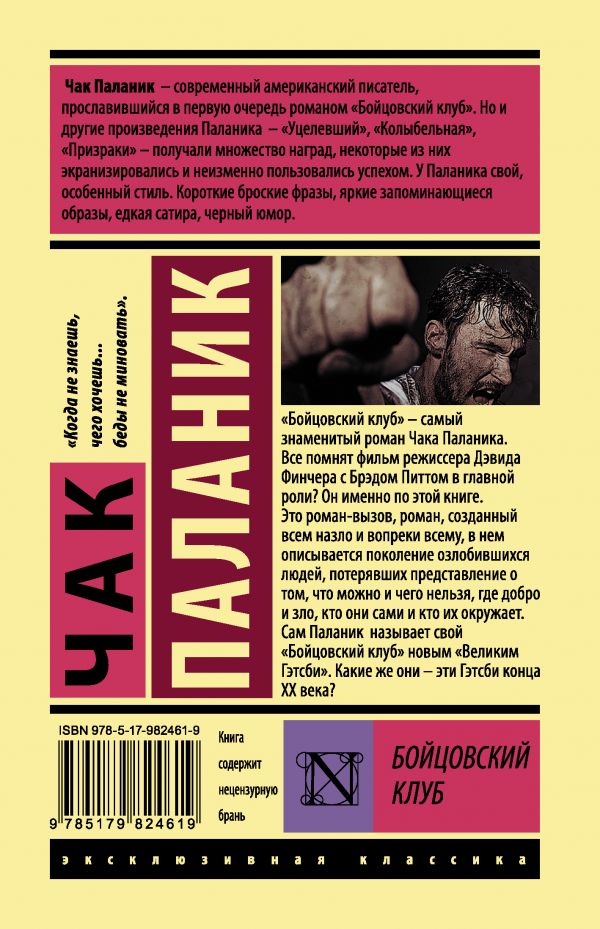 Чак Паланик – современный американский писатель,
прославившийся в первую очередь романом «Бойцовский клуб». Но и
другие произведения Паланика – «Уцелевший», «Колыбельная»,
«Призраки» – получали множество наград, некоторые из них
экранизировались и неизменно пользовались успехом. У Паланика свой,
особенный стиль. Короткие броские фразы, яркие запоминающиеся
образы, едкая сатира, черный юмор.
«Когда не знаешь,
чего хочешь...
беды не миновать».
ЧАК
ПАЛАНИК
«Бойцовский клуб» – самый
знаменитый роман Чака Паланика.
Все помнят фильм режиссера Дэвида
Финчера с Брэдом Питтом в главной
роли? Он именно по этой книге.
Это роман-вызов, роман, созданный
всем назло и вопреки всему, в нем
описывается поколение озлобившихся
людей, потерявших представление о
том, что можно и чего нельзя, где добро
и зло, кто они сами и кто их окружает.
Сам Паланик называет свой
«Бойцовский клуб» новым «Великим
Гэтсби». Какие же они – эти Гэтсби конца
XX века?
ISBN 978-5-17-982461-9
9 785179 824619
Книга
содержит
нецензурную
брань
N
БОЙЦОВСКИЙ
КЛУБ
эксклюзивная классика